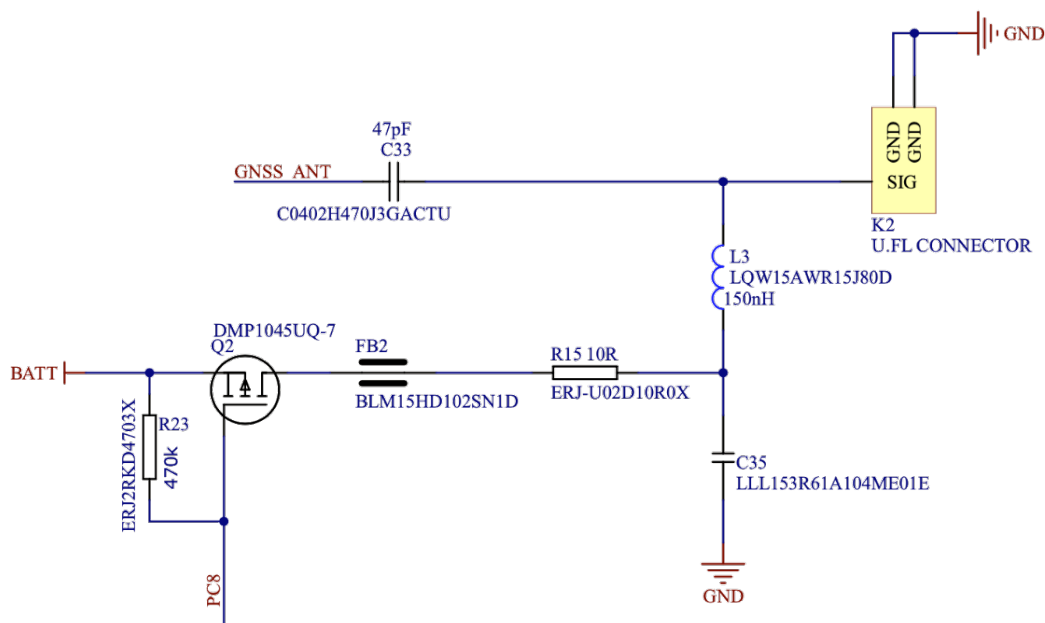 GND
47pF
C33
GNSS_ANT
C0402H470J3GACTU
GND
GND
SIG
K2
U.FL CONNECTOR
L3
LQW15AWR15J80D
150nH
DMP1045UQ-7
Q2
FB2
R15 10R
BATT
BLM15HD102SN1D
ERJ-U02D10R0X
ERJ2RKD4703X
R23
470k
C35
LLL153R61A104ME01E
PC8
GND